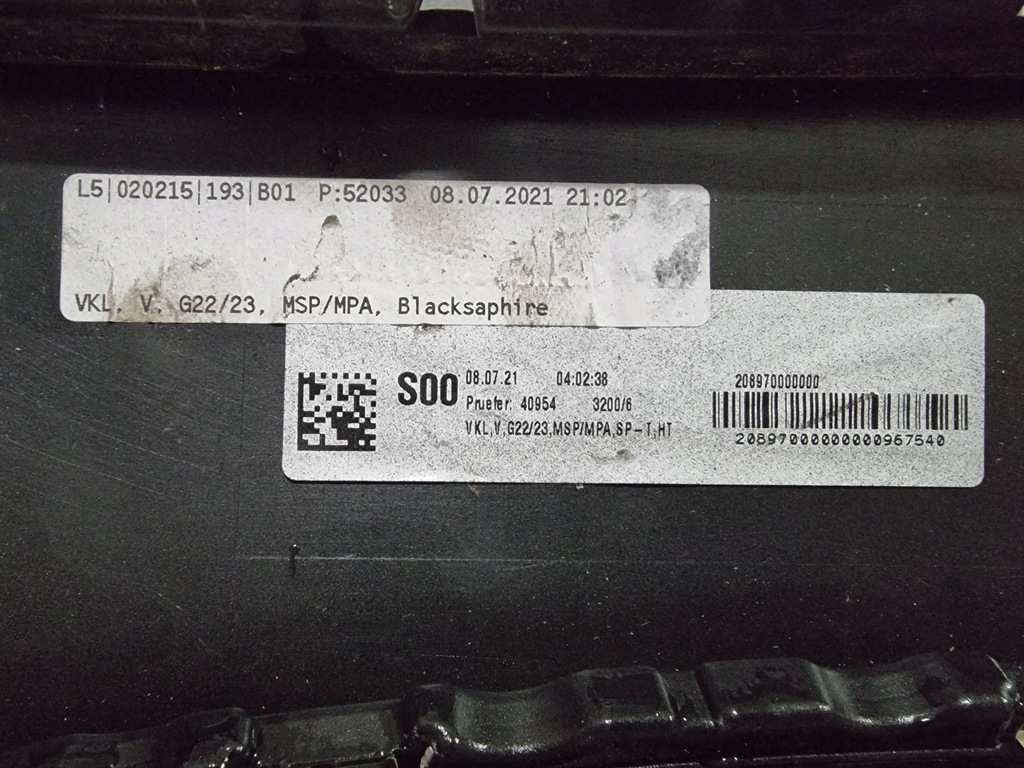 L5|020215|193|B01 P:52033 08.07.2021 21:02
VKL, V, G22/23, MSP/MPA, Blacksaphire
S00
08.07.21 04:02:38
Pruefer: 40954 3200/6
VKL,V,G22/23,MSP/MPA,SP-T,HT
208970000000
20897000000000967540